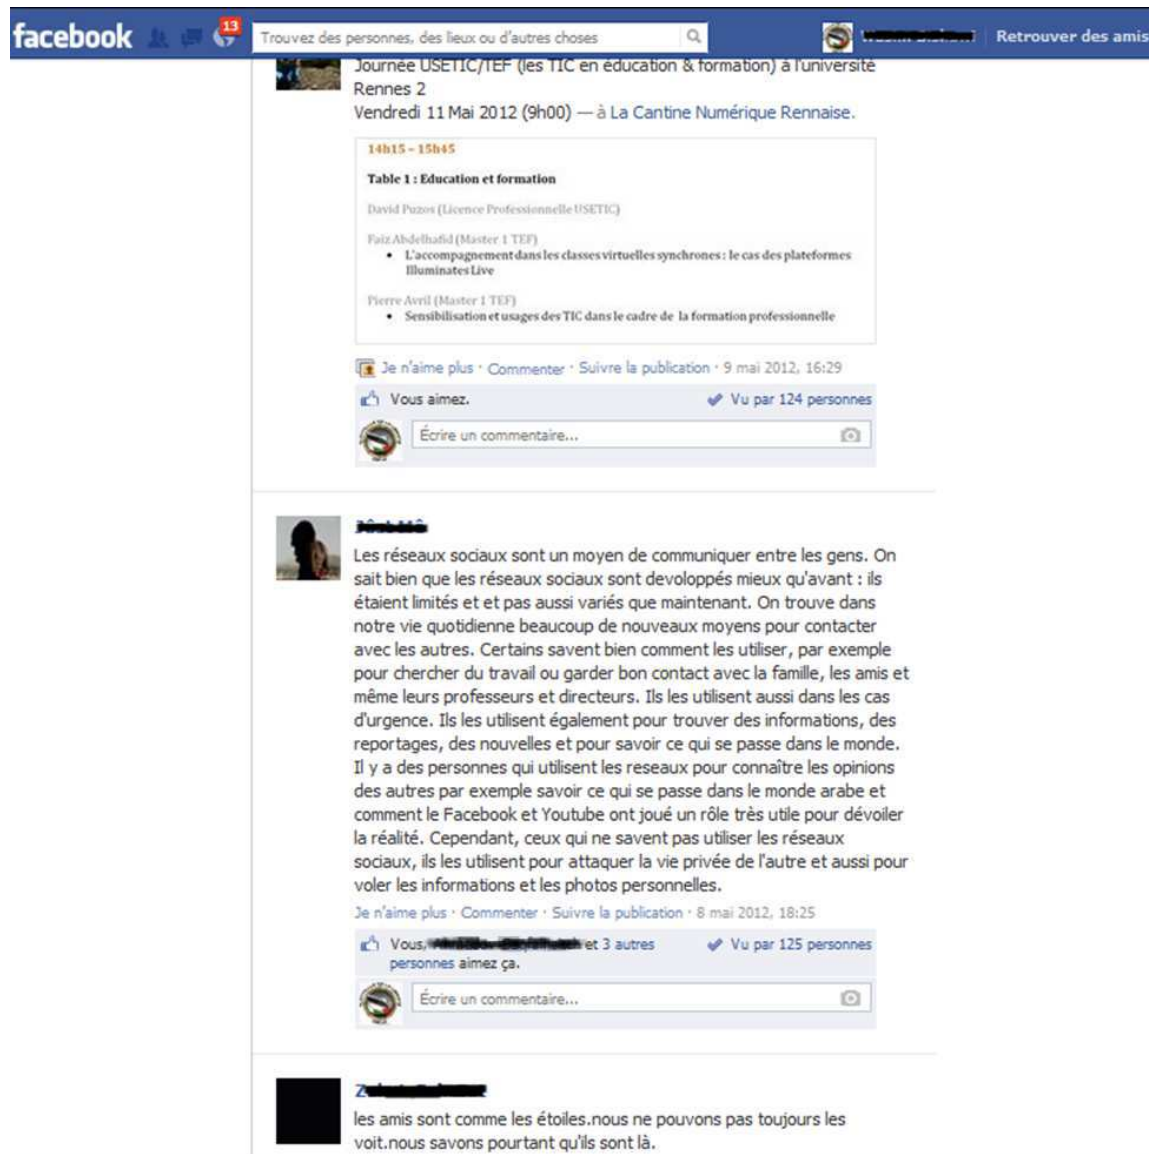 facebook
13
Trouvez des personnes, des lieux ou d'autres choses
Retrouver des amis
Journée USETIC/TEF (les TIC en éducation & formation) à l'université
Rennes 2
Vendredi 11 Mai 2012 (9h00) — à La Cantine Numérique Rennaise.
14h15 – 15h45
Table 1 : Education et formation
David Puzos (Licence Professionnelle USETIC)
Faiz Abdelhafid (Master 1 TEF)
• L'accompagnement dans les classes virtuelles synchrones : le cas des plateformes
Illuminates Live
Pierre Avril (Master 1 TEF)
• Sensibilisation et usages des TIC dans le cadre de la formation professionnelle
Je n'aime plus · Commenter · Suivre la publication · 9 mai 2012, 16:29
Vous aimez. Vu par 124 personnes
Écrire un commentaire...
Les réseaux sociaux sont un moyen de communiquer entre les gens. On
sait bien que les réseaux sociaux sont devoloppés mieux qu'avant : ils
étaient limités et et pas aussi variés que maintenant. On trouve dans
notre vie quotidienne beaucoup de nouveaux moyens pour contacter
avec les autres. Certains savent bien comment les utiliser, par exemple
pour chercher du travail ou garder bon contact avec la famille, les amis et
même leurs professeurs et directeurs. Ils les utilisent aussi dans les cas
d'urgence. Ils les utilisent également pour trouver des informations, des
reportages, des nouvelles et pour savoir ce qui se passe dans le monde.
Il y a des personnes qui utilisent les reseaux pour connaître les opinions
des autres par exemple savoir ce qui se passe dans le monde arabe et
comment le Facebook et Youtube ont joué un rôle très utile pour dévoiler
la réalité. Cependant, ceux qui ne savent pas utiliser les réseaux
sociaux, ils les utilisent pour attaquer la vie privée de l'autre et aussi pour
voler les informations et les photos personnelles.
Je n'aime plus · Commenter · Suivre la publication · 8 mai 2012, 18:25
Vous, et 3 autres Vu par 125 personnes
personnes aimez ça.
Écrire un commentaire...
les amis sont comme les étoiles.nous ne pouvons pas toujours les
voit.nous savons pourtant qu'ils sont là.